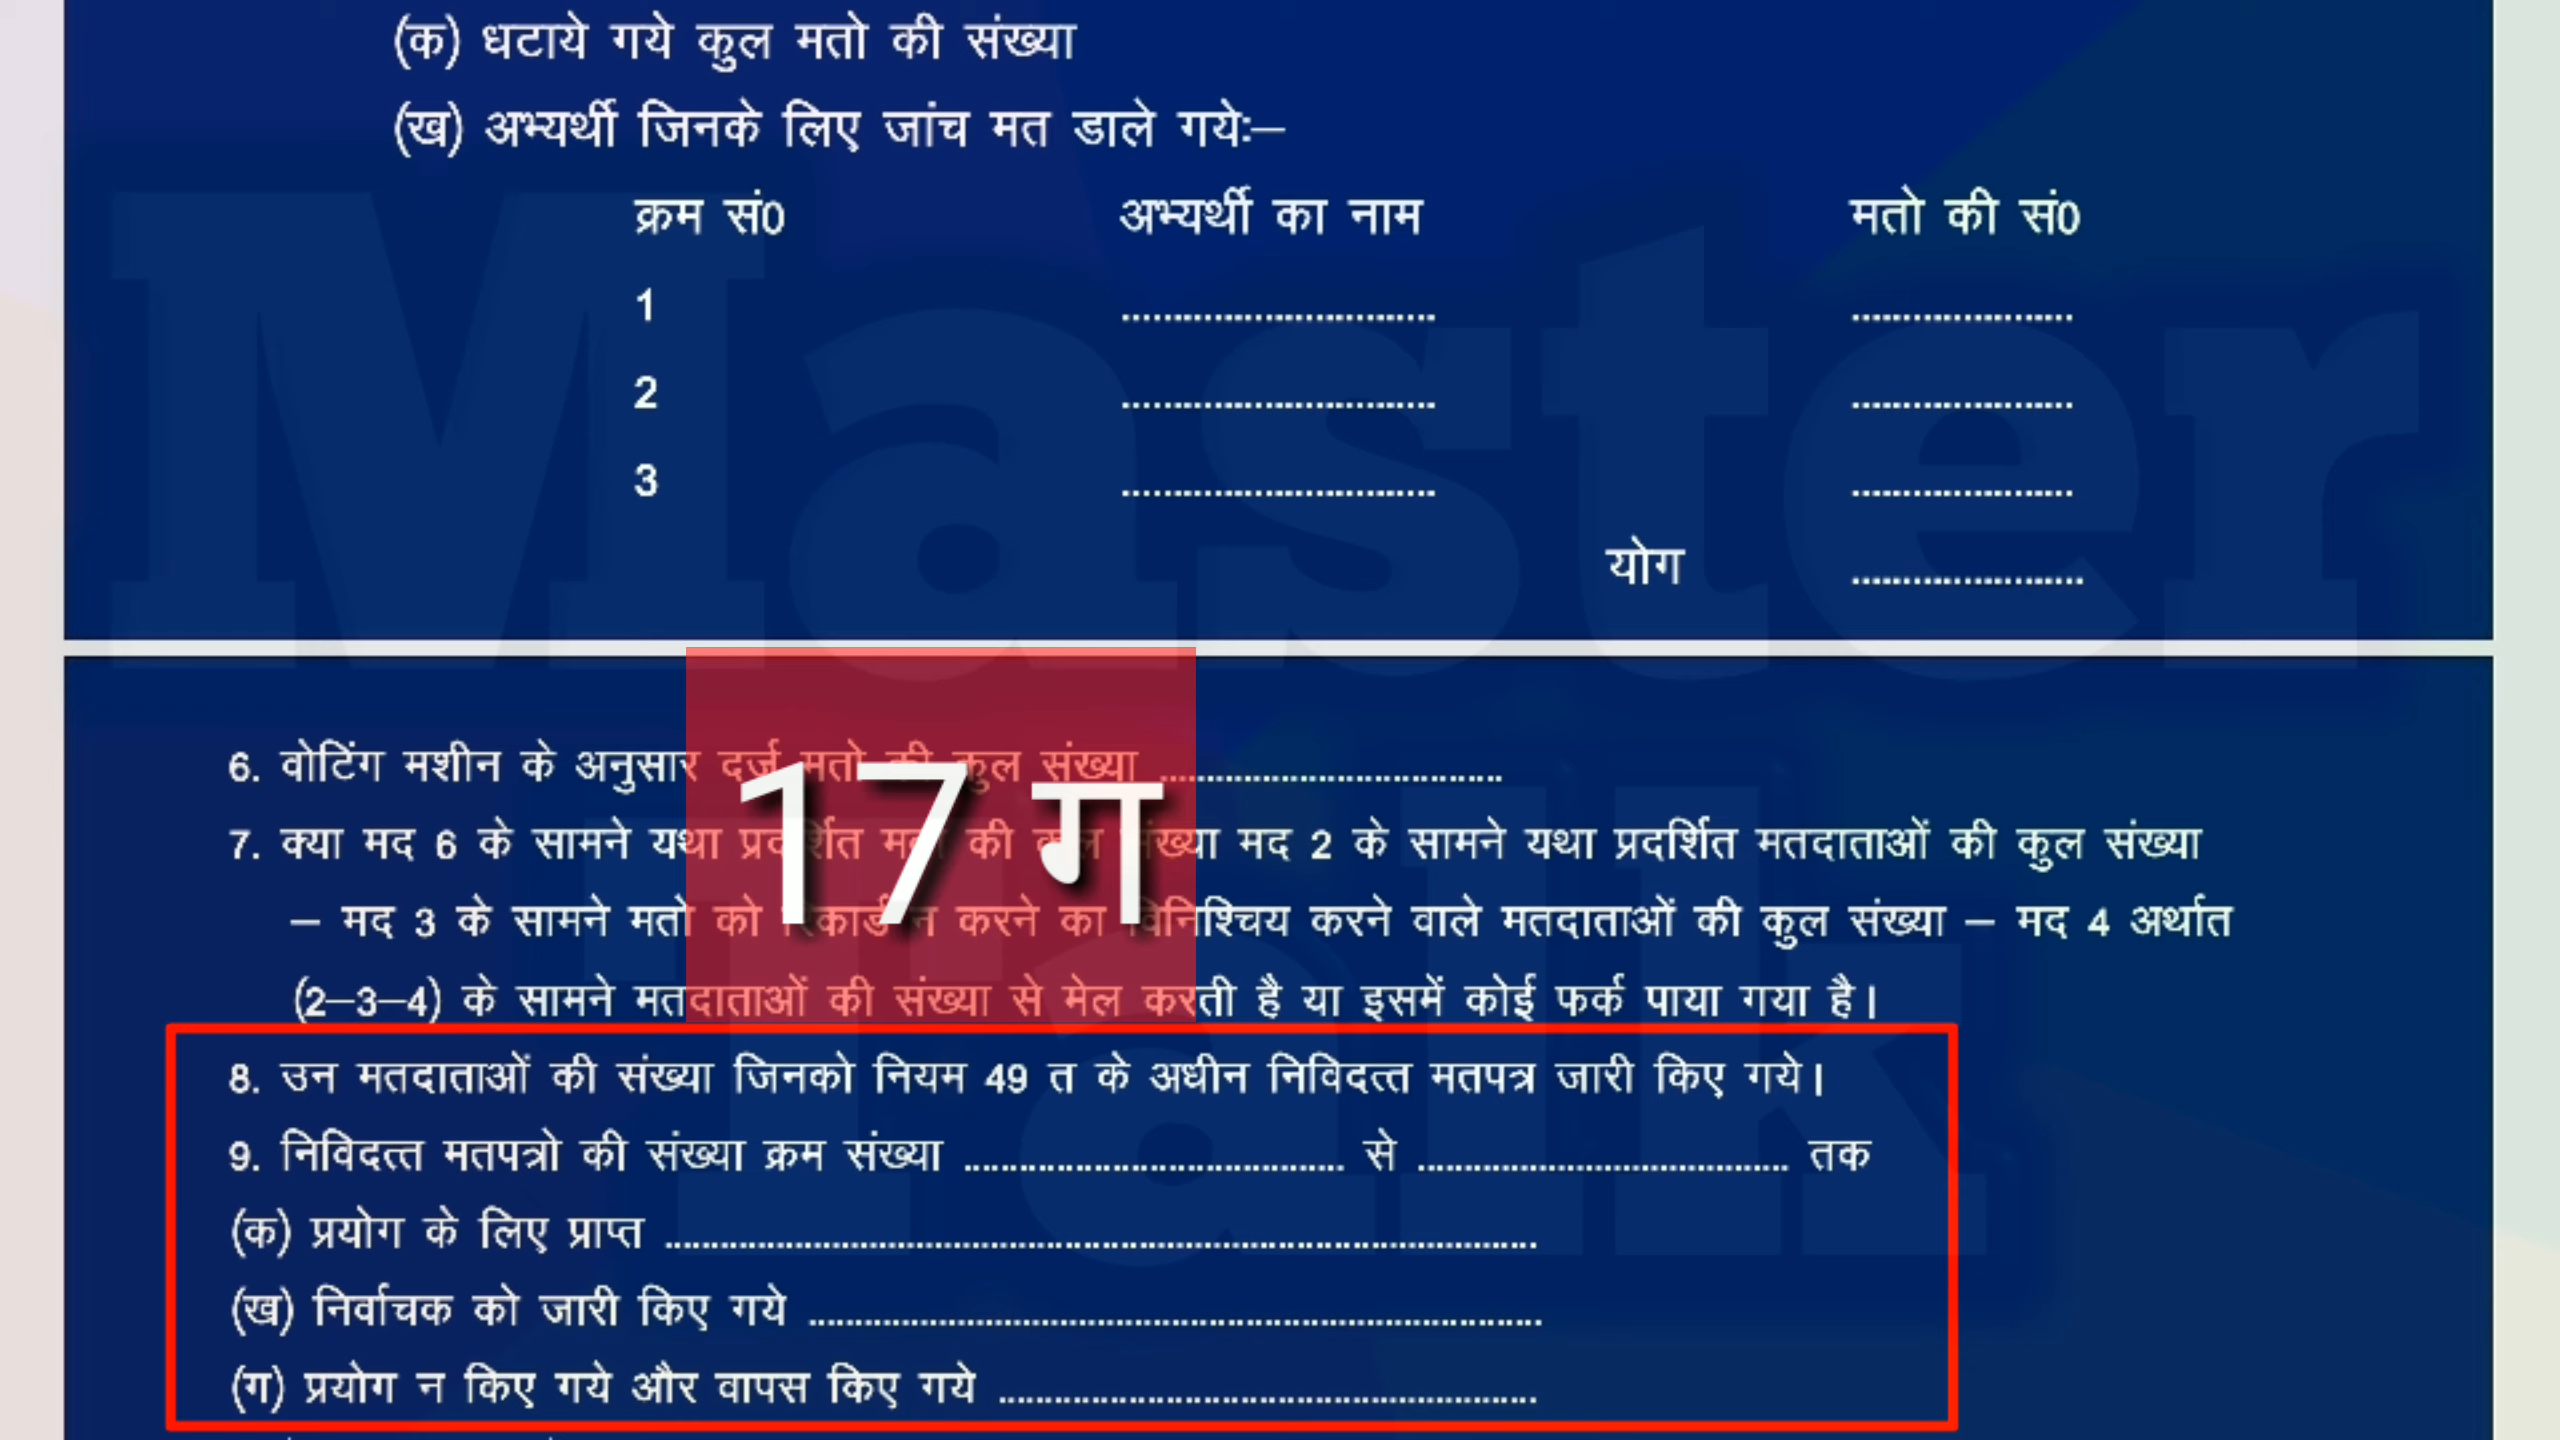 (क) धटाये गये कुल मतो की संख्या
(ख) अभ्यर्थी जिनके लिए जांच मत डाले गयेः—
क्रम सं0 अभ्यर्थी का नाम मतो की सं0
1 ..............................
2 ..............................
3 ..............................
योग ......................
6. वोटिंग मशीन के अनुसार दर्ज मतो की कुल संख्या ..................................
17 ग
7. क्या मद 6 के सामने यथा प्रदर्शित मतो की कुल संख्या मद 2 के सामने यथा प्रदर्शित मतदाताओं की कुल संख्या
— मद 3 के सामने मतो को रिकार्ड न करने का विनिश्चिय करने वाले मतदाताओं की कुल संख्या — मद 4 अर्थात
(2—3—4) के सामने मतदाताओं की संख्या से मेल करती है या इसमें कोई फर्क पाया गया है।
8. उन मतदाताओं की संख्या जिनको नियम 49 त के अधीन निविदत्त मतपत्र जारी किए गये।
9. निविदत्त मतपत्रो की संख्या क्रम संख्या .................................... से .................................... तक
(क) प्रयोग के लिए प्राप्त ....................................................................
(ख) निर्वाचक को जारी किए गये ............................................................
(ग) प्रयोग न किए गये और वापस किए गये ............................................
Master
Talk